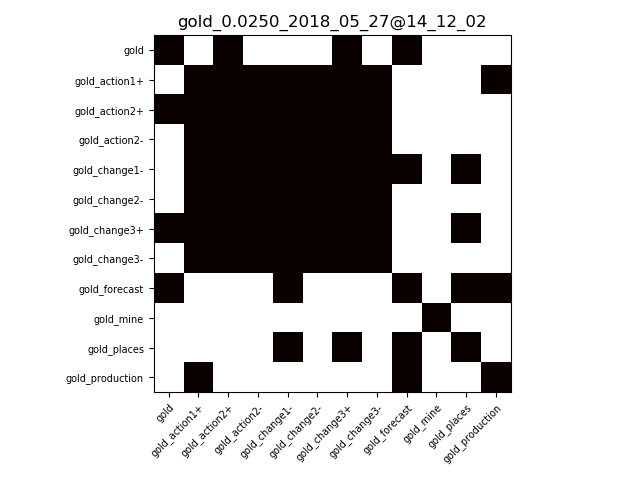 gold_0.0250_2018_05_27@14_12_02
gold
gold_action1+
gold_action2+
gold_action2-
gold_change1-
gold_change2-
gold_change3+
gold_change3-
gold_forecast
gold_mine
gold_places
gold_production
gold
gold_action1+
gold_action2+
gold_action2-
gold_change1-
gold_change2-
gold_change3+
gold_change3-
gold_forecast
gold_mine
gold_places
gold_production